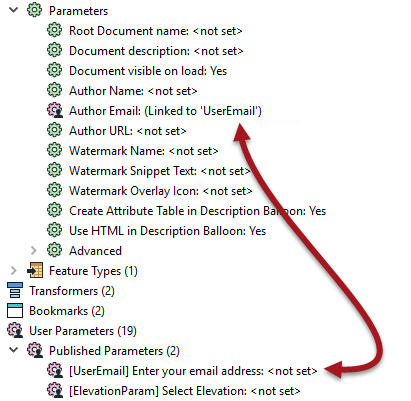 Parameters
Root Document name: <not set>
Document description: <not set>
Document visible on load: Yes
Author Name: <not set>
Author Email: (Linked to 'UserEmail')
Author URL: <not set>
Watermark Name: <not set>
Watermark Snippet Text: <not set>
Watermark Overlay Icon: <not set>
Create Attribute Table in Description Balloon: Yes
Use HTML in Description Balloon: Yes
Advanced
Feature Types (1)
Transformers (2)
Bookmarks (2)
User Parameters (19)
Published Parameters (2)
[UserEmail] Enter your email address: <not set>
[ElevationParam] Select Elevation: <not set>